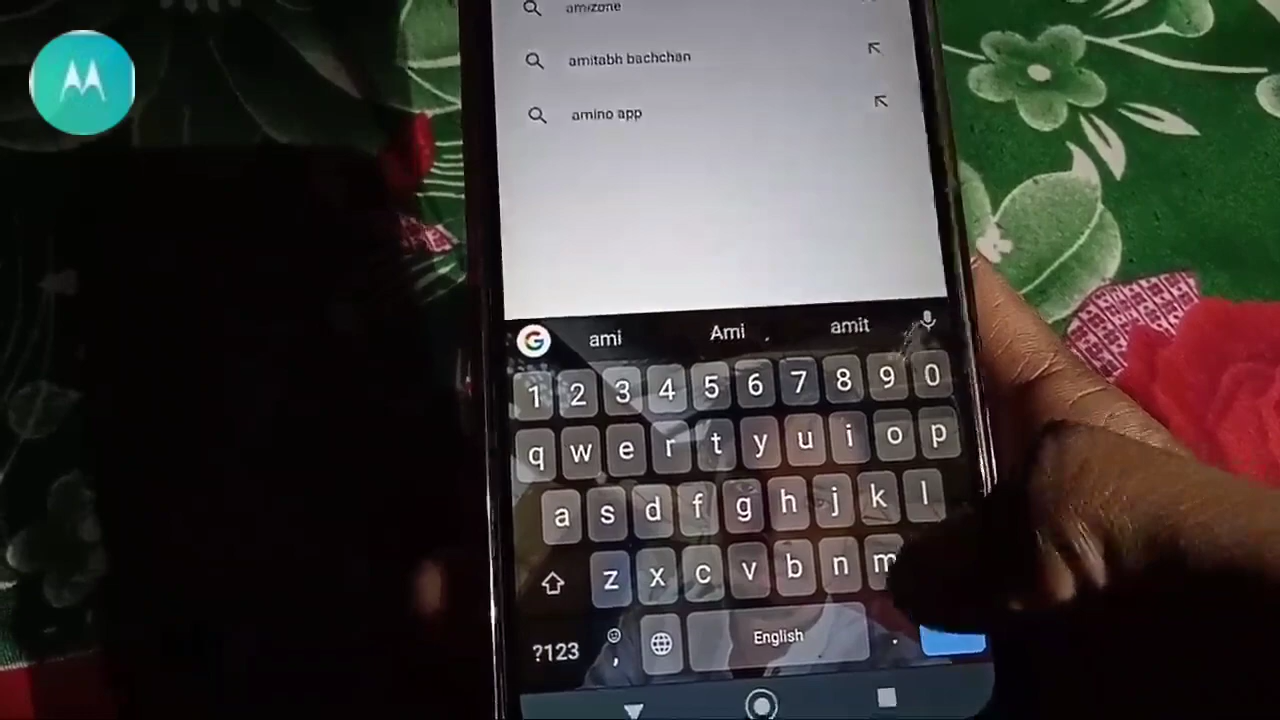 amizone
amitabh bachchan
amino app
G ami Ami amit
1 2 3 4 5 6 7 8 9 0
q w e r t y u i o p
a s d f g h j k l
z x c v b n m
?123 , English .